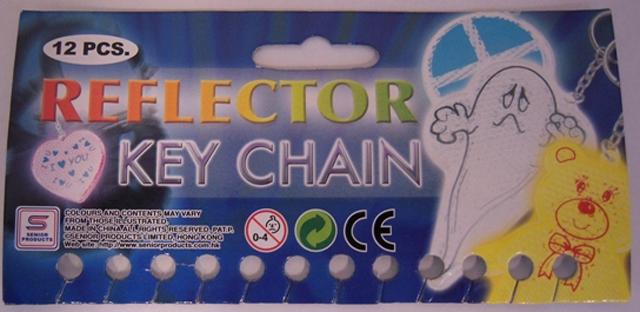 12 PCS.
REFLECTOR
KEY CHAIN
I ♥ YOU
S
SENIOR
PRODUCTS
COLOURS AND CONTENTS MAY VARY
FROM THOSE ILLUSTRATED.
MADE IN CHINA. ALL RIGHTS RESERVED. PAT.P.
©SENIOR PRODUCTS LIMITED, HONG KONG.
Web site: http://www.seniorproducts.com.hk
0-4
CE